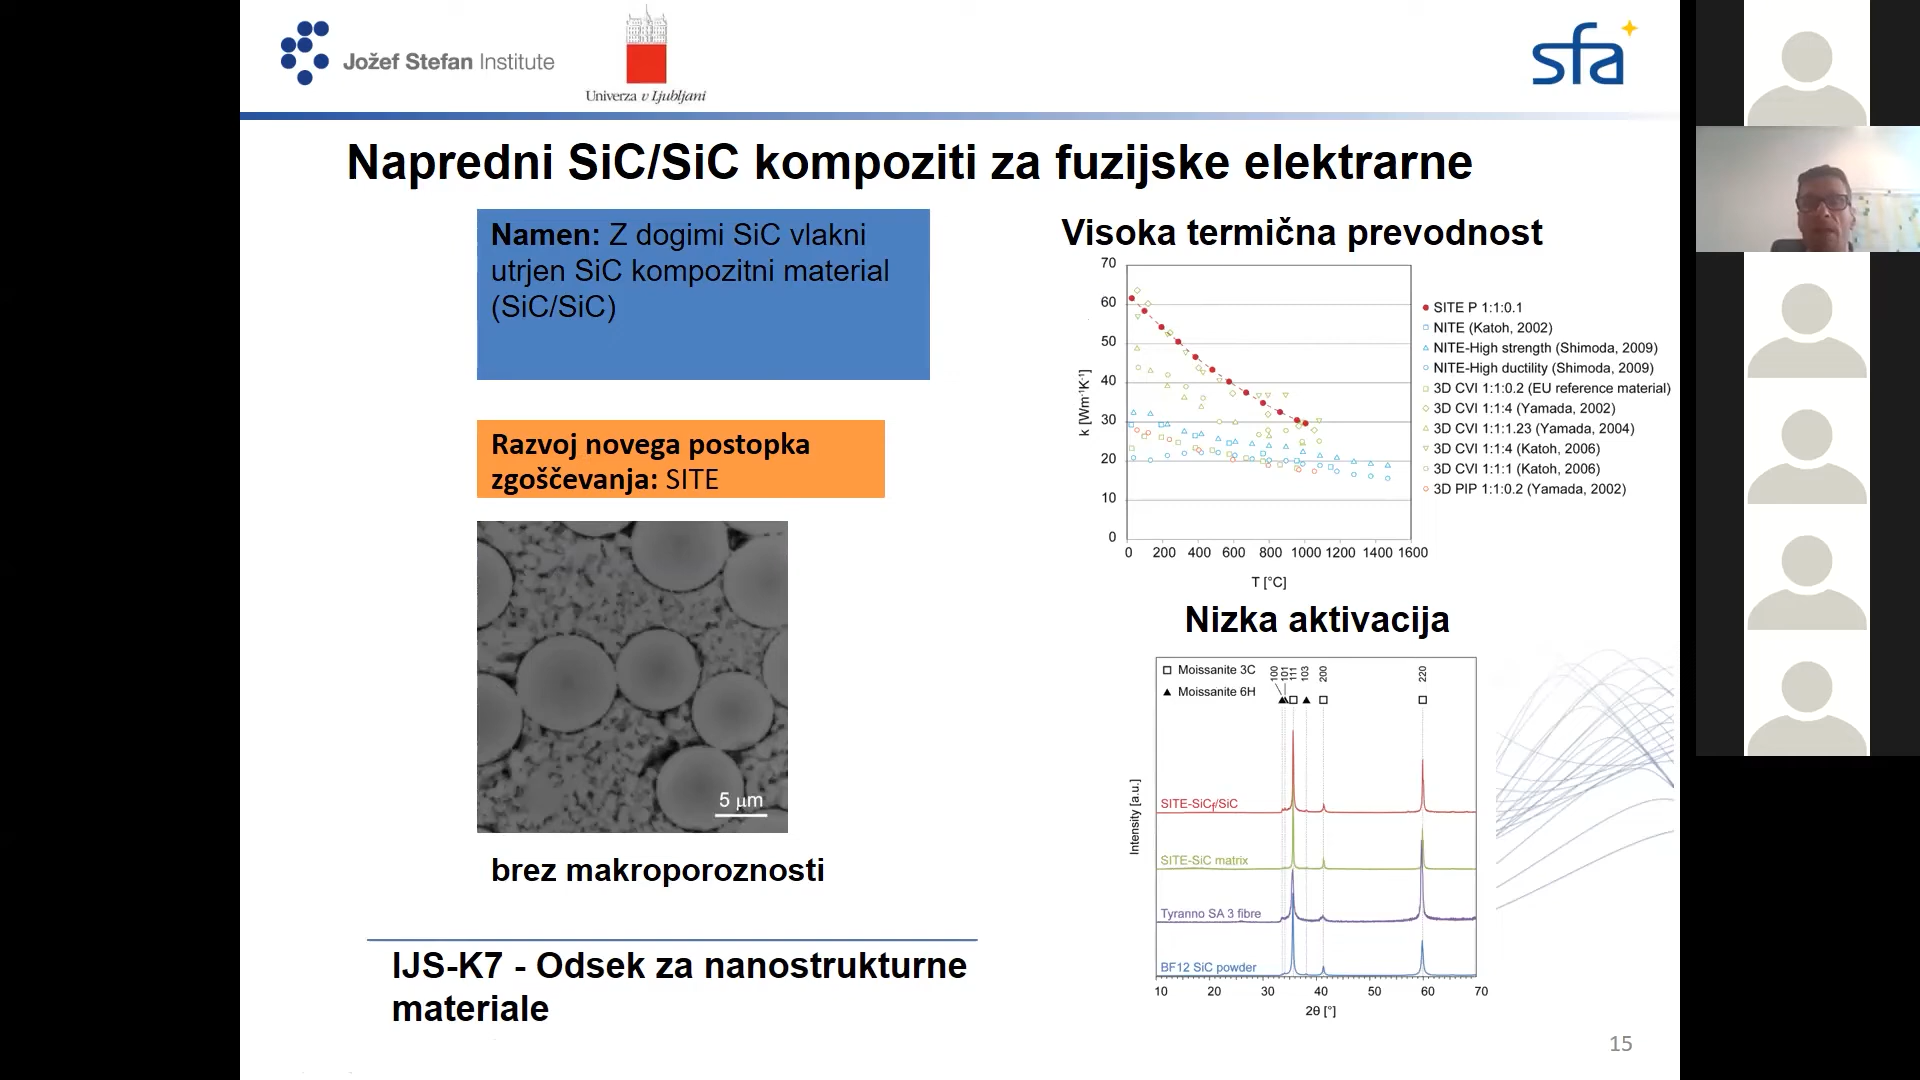 Jožef Stefan Institute
Univerza v Ljubljani
sfa
Napredni SiC/SiC kompoziti za fuzijske elektrarne
Namen: Z dogimi SiC vlakni
utrjen SiC kompozitni material
(SiC/SiC)
Razvoj novega postopka
zgoščevanja: SITE
5 µm
brez makroporoznosti
IJS-K7 - Odsek za nanostrukturne
materiale
Visoka termična prevodnost
70
60
50
40
30
20
10
0
k [Wm⁻¹K⁻¹]
0 200 400 600 800 1000 1200 1400 1600
T [°C]
SITE P 1:1:0.1
NITE (Katoh, 2002)
NITE-High strength (Shimoda, 2009)
NITE-High ductility (Shimoda, 2009)
3D CVI 1:1:0.2 (EU reference material)
3D CVI 1:1:4 (Yamada, 2002)
3D CVI 1:1:1.23 (Yamada, 2004)
3D CVI 1:1:4 (Katoh, 2006)
3D CVI 1:1:1 (Katoh, 2006)
3D PIP 1:1:0.2 (Yamada, 2002)
Nizka aktivacija
Moissanite 3C
Moissanite 6H
100 101 111 103 200 220
Intensity [a.u.]
SITE-SiCf/SiC
SITE-SiC matrix
Tyranno SA 3 fibre
BF12 SiC powder
10 20 30 40 50 60 70
2θ [°]
15